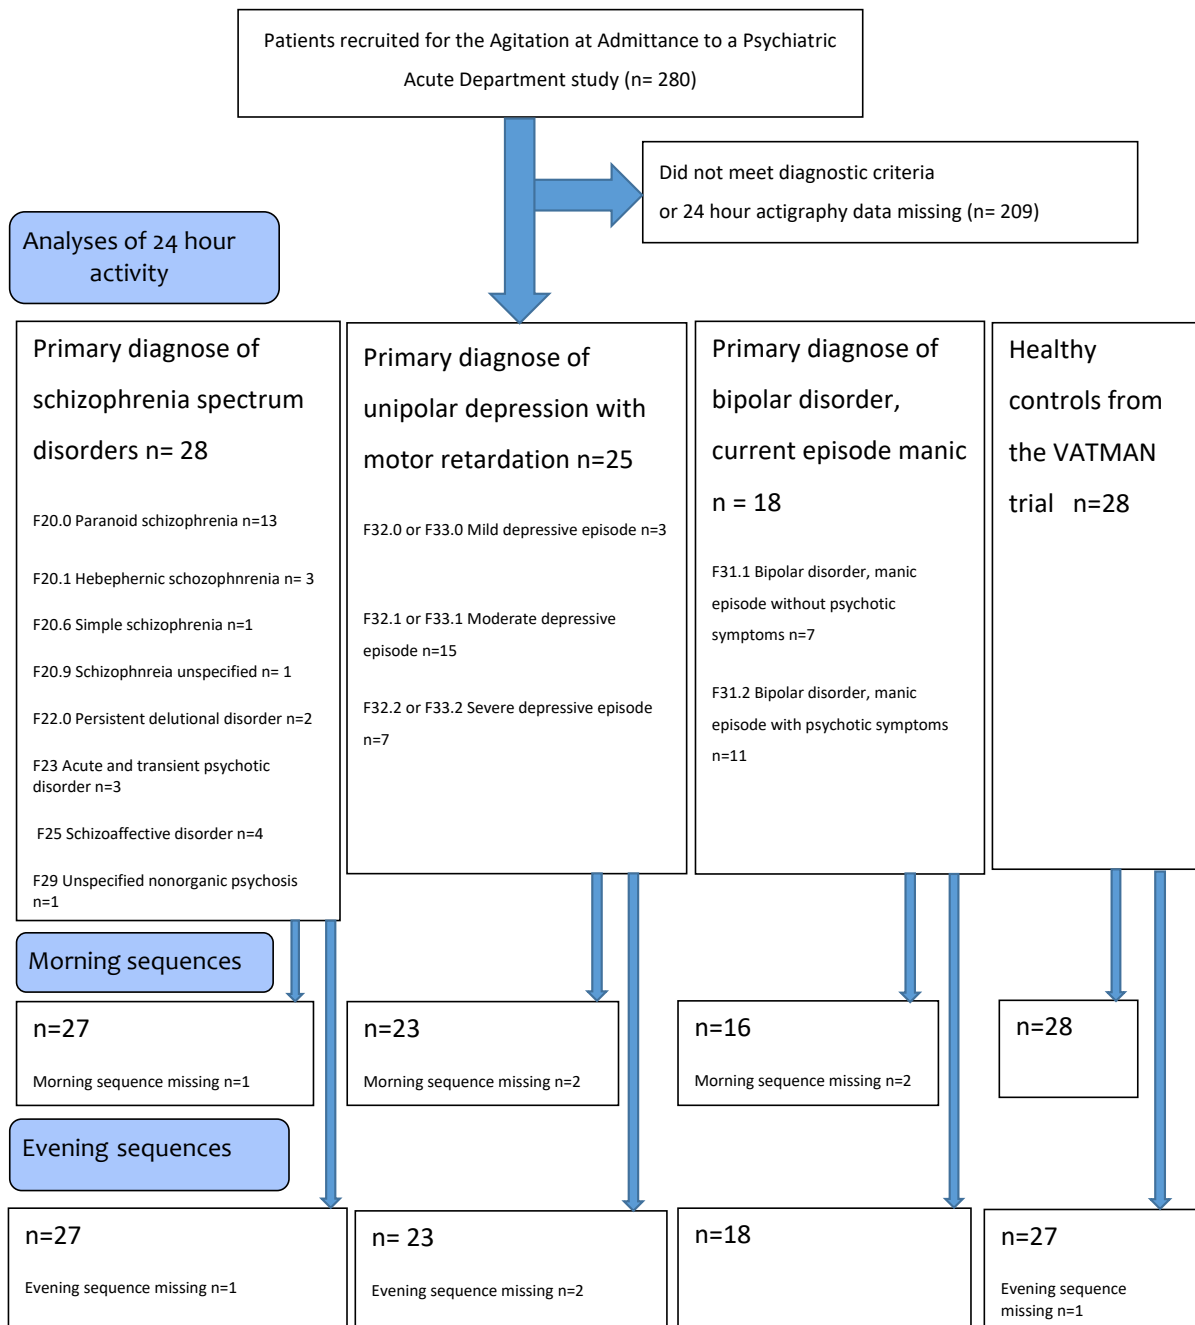 Patients recruited for the Agitation at Admittance to a Psychiatric
Acute Department study (n= 280)
Did not meet diagnostic criteria
or 24 hour actigraphy data missing (n= 209)
Analyses of 24 hour
activity
Primary diagnose of
schizophrenia spectrum
disorders n= 28
F20.0 Paranoid schizophrenia n=13
F20.1 Hebephernic schozophnrenia n= 3
F20.6 Simple schizophrenia n=1
F20.9 Schizophnreia unspecified n= 1
F22.0 Persistent delutional disorder n=2
F23 Acute and transient psychotic
disorder n=3
F25 Schizoaffective disorder n=4
F29 Unspecified nonorganic psychosis
n=1
Primary diagnose of
unipolar depression with
motor retardation n=25
F32.0 or F33.0 Mild depressive episode n=3
F32.1 or F33.1 Moderate depressive
episode n=15
F32.2 or F33.2 Severe depressive episode
n=7
Primary diagnose of
bipolar disorder,
current episode manic
n = 18
F31.1 Bipolar disorder, manic
episode without psychotic
symptoms n=7
F31.2 Bipolar disorder, manic
episode with psychotic symptoms
n=11
Healthy
controls from
the VATMAN
trial n=28
Morning sequences
n=27
Morning sequence missing n=1
n=23
Morning sequence missing n=2
n=16
Morning sequence missing n=2
n=28
Evening sequences
n=27
Evening sequence missing n=1
n= 23
Evening sequence missing n=2
n=18
n=27
Evening sequence
missing n=1